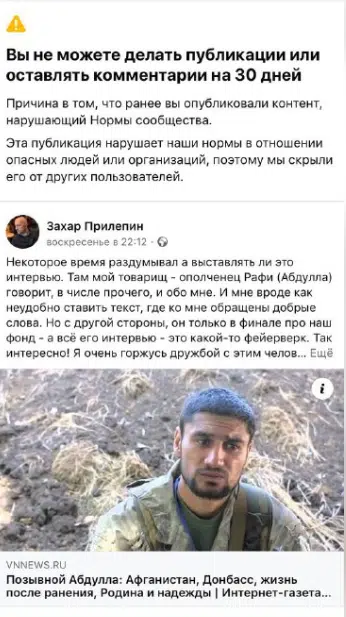 Вы не можете делать публикации или
оставлять комментарии на 30 дней
Причина в том, что ранее вы опубликовали контент,
нарушающий Нормы сообщества.
Эта публикация нарушает наши нормы в отношении
опасных людей или организаций, поэтому мы скрыли
его от других пользователей.
Захар Прилепин
воскресенье в 22:12 ·
Некоторое время раздумывал а выставлять ли это
интервью. Там мой товарищ - ополченец Рафи (Абдулла)
говорит, в числе прочего, и обо мне. И мне вроде как
неудобно ставить текст, где ко мне обращены добрые
слова. Но с другой стороны, он только в финале про наш
фонд - а всё его интервью - это какой-то фейерверк. Так
интересно! Я очень горжусь дружбой с этим челов... Ещё
i
VNNEWS.RU
Позывной Абдулла: Афганистан, Донбасс, жизнь
после ранения, Родина и надежды | Интернет-газета...